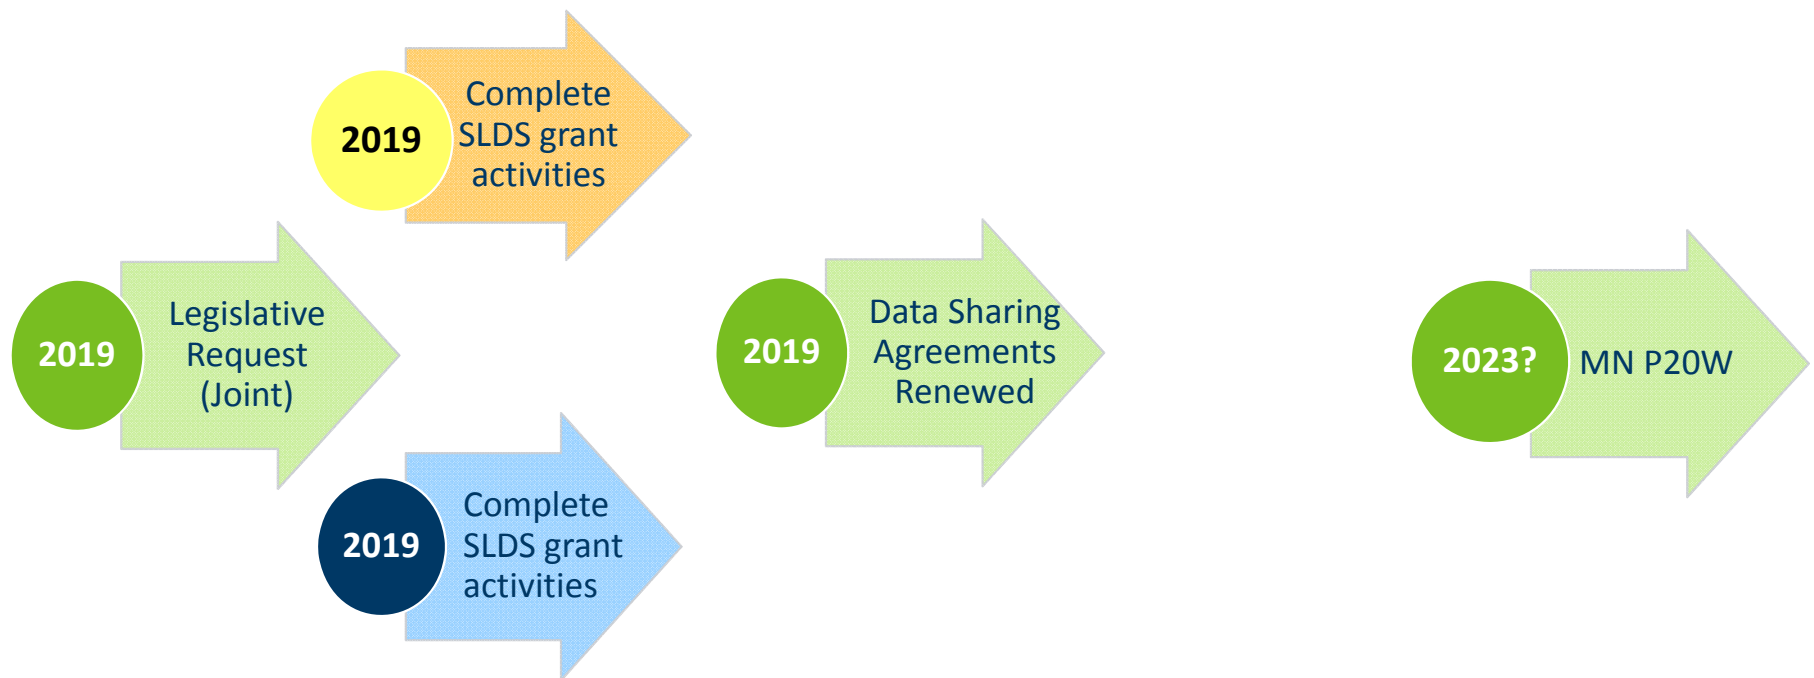 2019
Complete
SLDS grant
activities
2019
Legislative
Request
(Joint)
2019
Complete
SLDS grant
activities
2019
Data Sharing
Agreements
Renewed
2023?
MN P20W